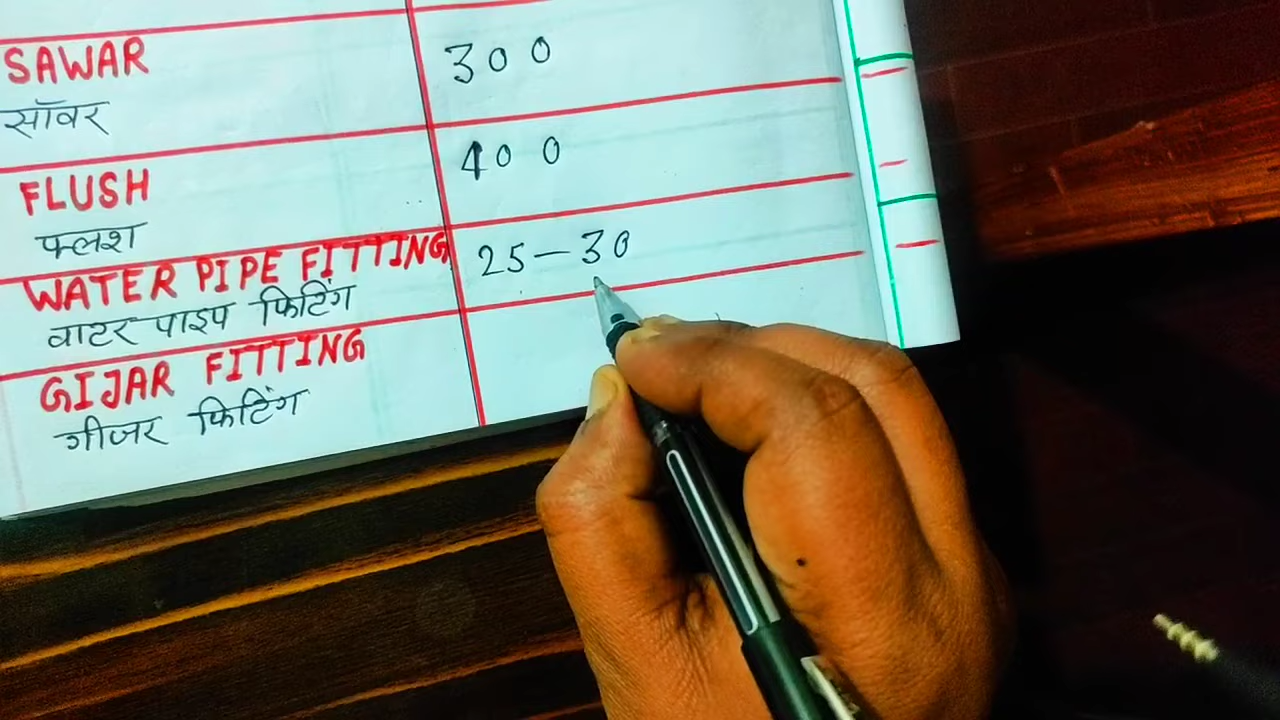 SAWAR 300
सॉवर
FLUSH 400
फ्लश
WATER PIPE FITTING 25-30
वाटर पाइप फिटिंग
GIJAR FITTING
गीजर फिटिंग